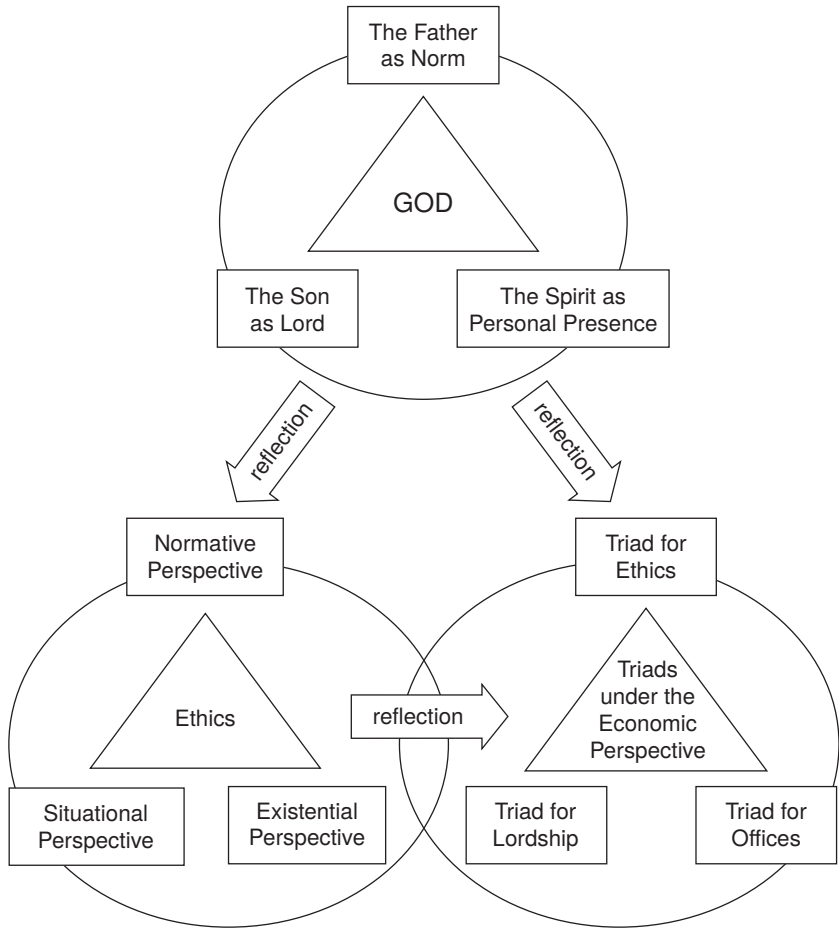 The Father
as Norm
GOD
The Son
as Lord
The Spirit as
Personal Presence
reflection
reflection
Normative
Perspective
Ethics
Situational
Perspective
Existential
Perspective
reflection
Triad for
Ethics
Triads
under the
Economic
Perspective
Triad for
Lordship
Triad for
Offices